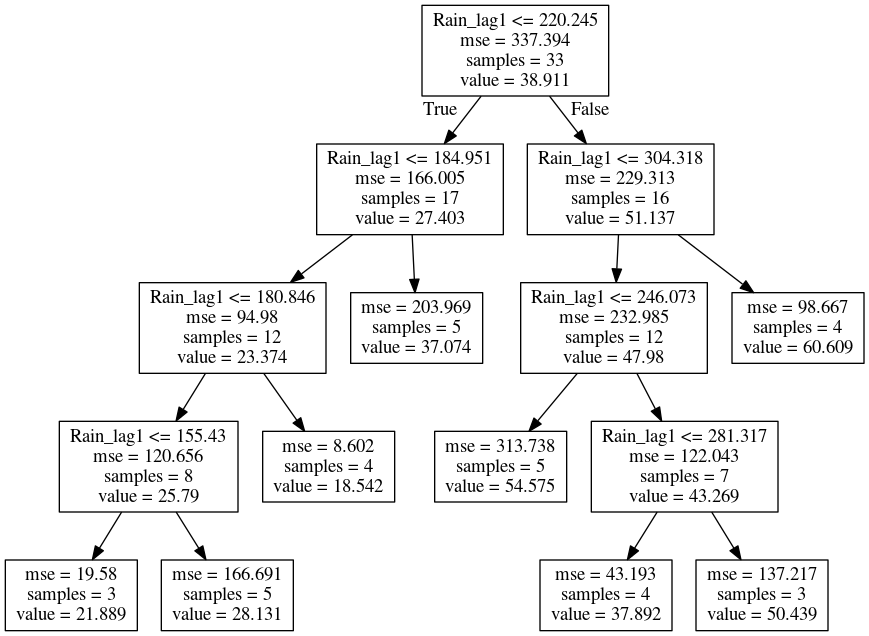 Rain_lag1 <= 220.245
mse = 337.394
samples = 33
value = 38.911
True
False
Rain_lag1 <= 184.951
mse = 166.005
samples = 17
value = 27.403
Rain_lag1 <= 304.318
mse = 229.313
samples = 16
value = 51.137
Rain_lag1 <= 180.846
mse = 94.98
samples = 12
value = 23.374
mse = 203.969
samples = 5
value = 37.074
Rain_lag1 <= 246.073
mse = 232.985
samples = 12
value = 47.98
mse = 98.667
samples = 4
value = 60.609
Rain_lag1 <= 155.43
mse = 120.656
samples = 8
value = 25.79
mse = 8.602
samples = 4
value = 18.542
mse = 313.738
samples = 5
value = 54.575
Rain_lag1 <= 281.317
mse = 122.043
samples = 7
value = 43.269
mse = 19.58
samples = 3
value = 21.889
mse = 166.691
samples = 5
value = 28.131
mse = 43.193
samples = 4
value = 37.892
mse = 137.217
samples = 3
value = 50.439